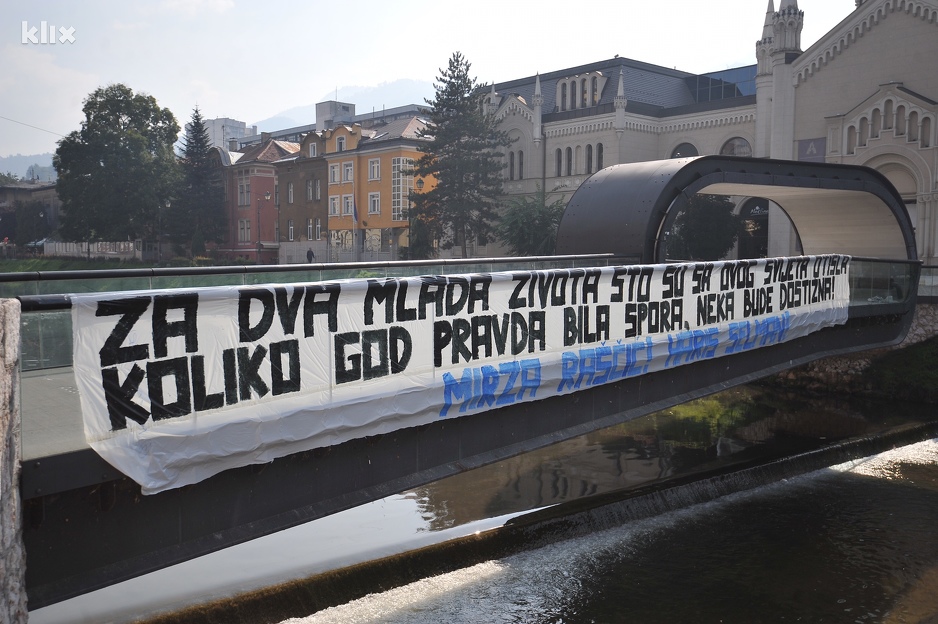 klix
ZA DVA MLADA ŽIVOTA ŠTO SU SA OVOG SVIJETA OTIŠLA
KOLIKO GOD PRAVDA BILA SPORA, NEKA BUDE DOSTIŽNA!
MIRZA RAŠČIĆ! HARIS SELMAN!